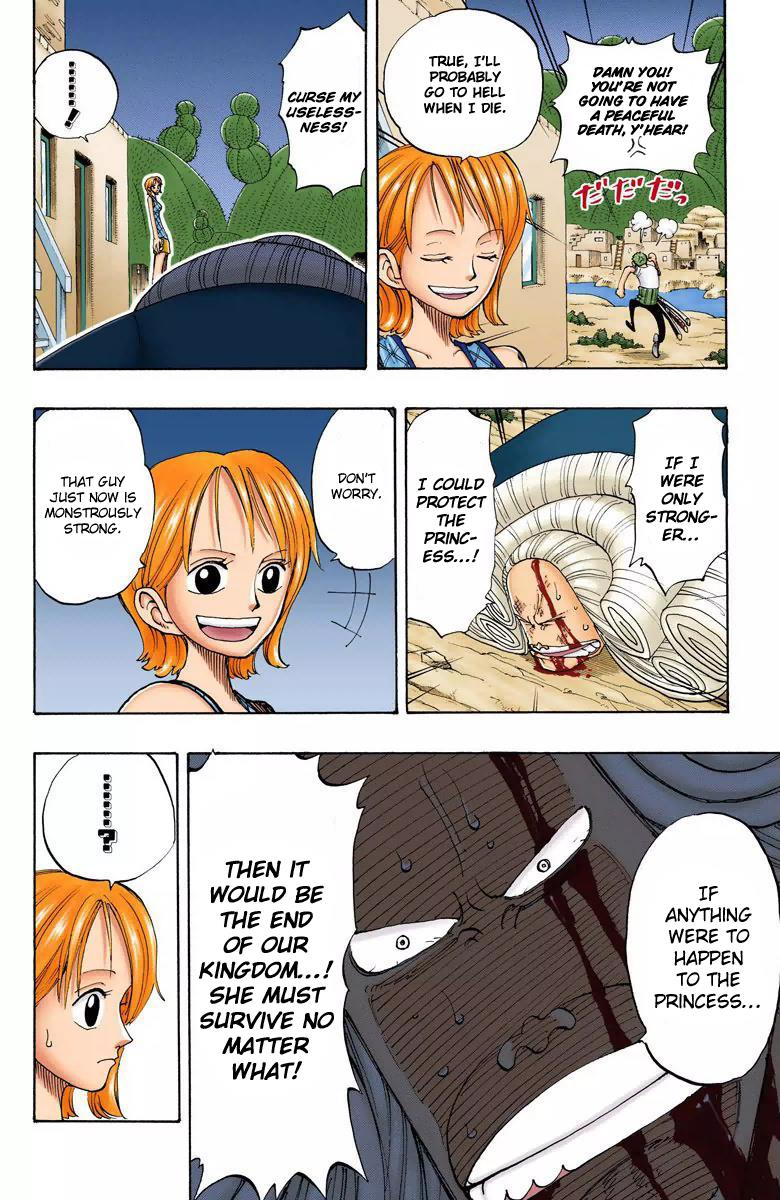 DAMN YOU!
YOU'RE NOT
GOING TO HAVE
A PEACEFUL
DEATH, Y'HEAR!
だだだっ
TRUE, I'LL
PROBABLY
GO TO HELL
WHEN I DIE.
CURSE MY
USELESS-
NESS!
......!
IF I
WERE
ONLY
STRONG-
ER...
I COULD
PROTECT
THE
PRINC-
ESS...!
DON'T
WORRY.
THAT GUY
JUST NOW IS
MONSTROUSLY
STRONG.
IF
ANYTHING
WERE TO
HAPPEN
TO THE
PRINCESS...
THEN IT
WOULD BE
THE END
OF OUR
KINGDOM...!
SHE MUST
SURVIVE NO
MATTER
WHAT!
........?